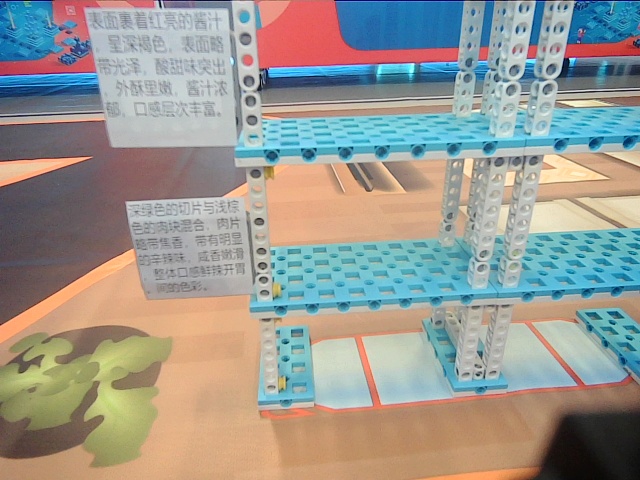 表面裹着红亮的酱汁
,呈深褐色,表面略
带光泽,酸甜味突出
,外酥里嫩,酱汁浓
郁,口感层次丰富。
深绿色的切片与浅棕
色的肉块混合,肉片
略带焦香,带有明显
的辛辣味,咸香嫩滑
,整体口感鲜辣开胃
间的色彩。